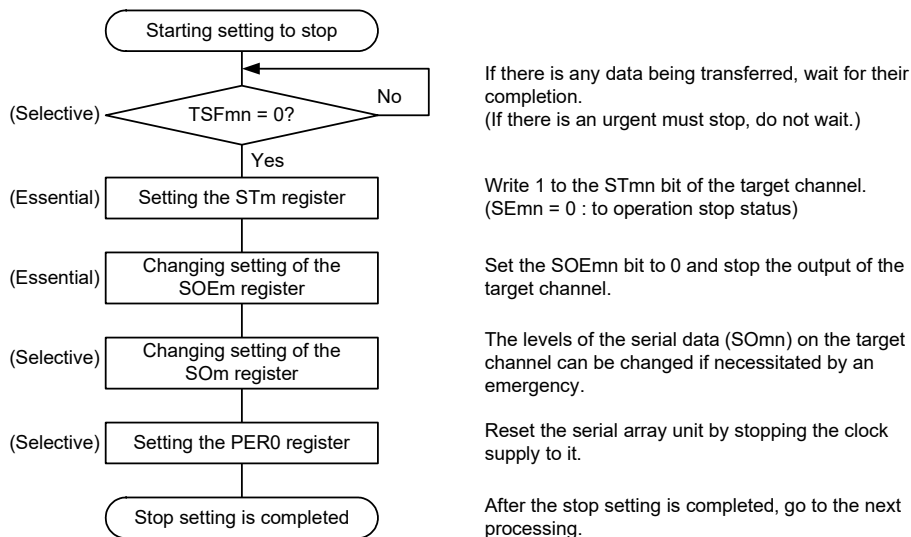 Starting setting to stop
No
If there is any data being transferred, wait for their
completion.
(If there is an urgent must stop, do not wait.)
(Selective)
TSFmn = 0?
Yes
(Essential)
Setting the STm register
Write 1 to the STmn bit of the target channel.
(SEmn = 0 : to operation stop status)
(Essential)
Changing setting of the
SOEm register
Set the SOEmn bit to 0 and stop the output of the
target channel.
(Selective)
Changing setting of the
SOm register
The levels of the serial data (SOmn) on the target
channel can be changed if necessitated by an
emergency.
(Selective)
Setting the PER0 register
Reset the serial array unit by stopping the clock
supply to it.
Stop setting is completed
After the stop setting is completed, go to the next
processing.